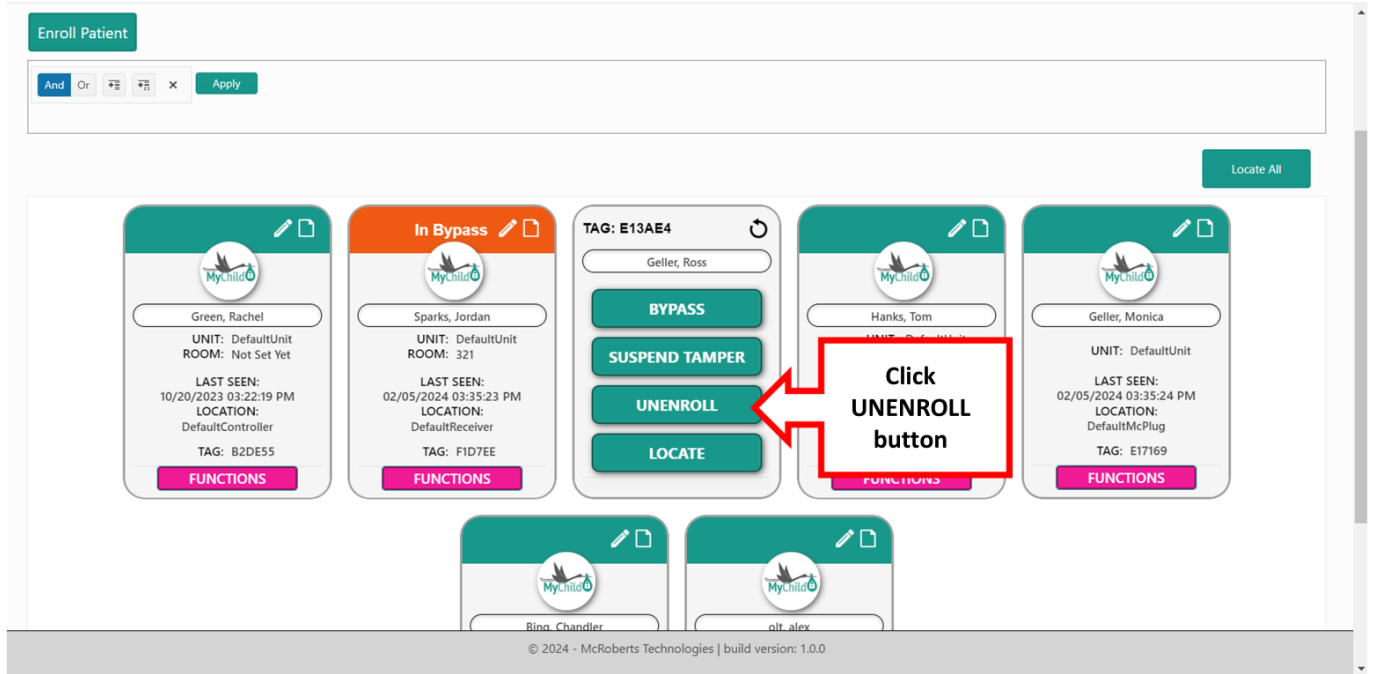 Enroll Patient
And Or Apply
Locate All
MyChild
Green, Rachel
UNIT: DefaultUnit
ROOM: Not Set Yet
LAST SEEN:
10/20/2023 03:22:19 PM
LOCATION:
DefaultController
TAG: B2DE55
FUNCTIONS
In Bypass
MyChild
Sparks, Jordan
UNIT: DefaultUnit
ROOM: 321
LAST SEEN:
02/05/2024 03:35:23 PM
LOCATION:
DefaultReceiver
TAG: F1D7EE
FUNCTIONS
TAG: E13AE4
Geller, Ross
BYPASS
SUSPEND TAMPER
UNENROLL
LOCATE
Click
UNENROLL
button
MyChild
Hanks, Tom
UNIT: DefaultUnit
FUNCTIONS
MyChild
Geller, Monica
UNIT: DefaultUnit
LAST SEEN:
02/05/2024 03:35:24 PM
LOCATION:
DefaultMcPlug
TAG: E17169
FUNCTIONS
MyChild
Bing, Chandler
MyChild
olt, alex
© 2024 - McRoberts Technologies | build version: 1.0.0